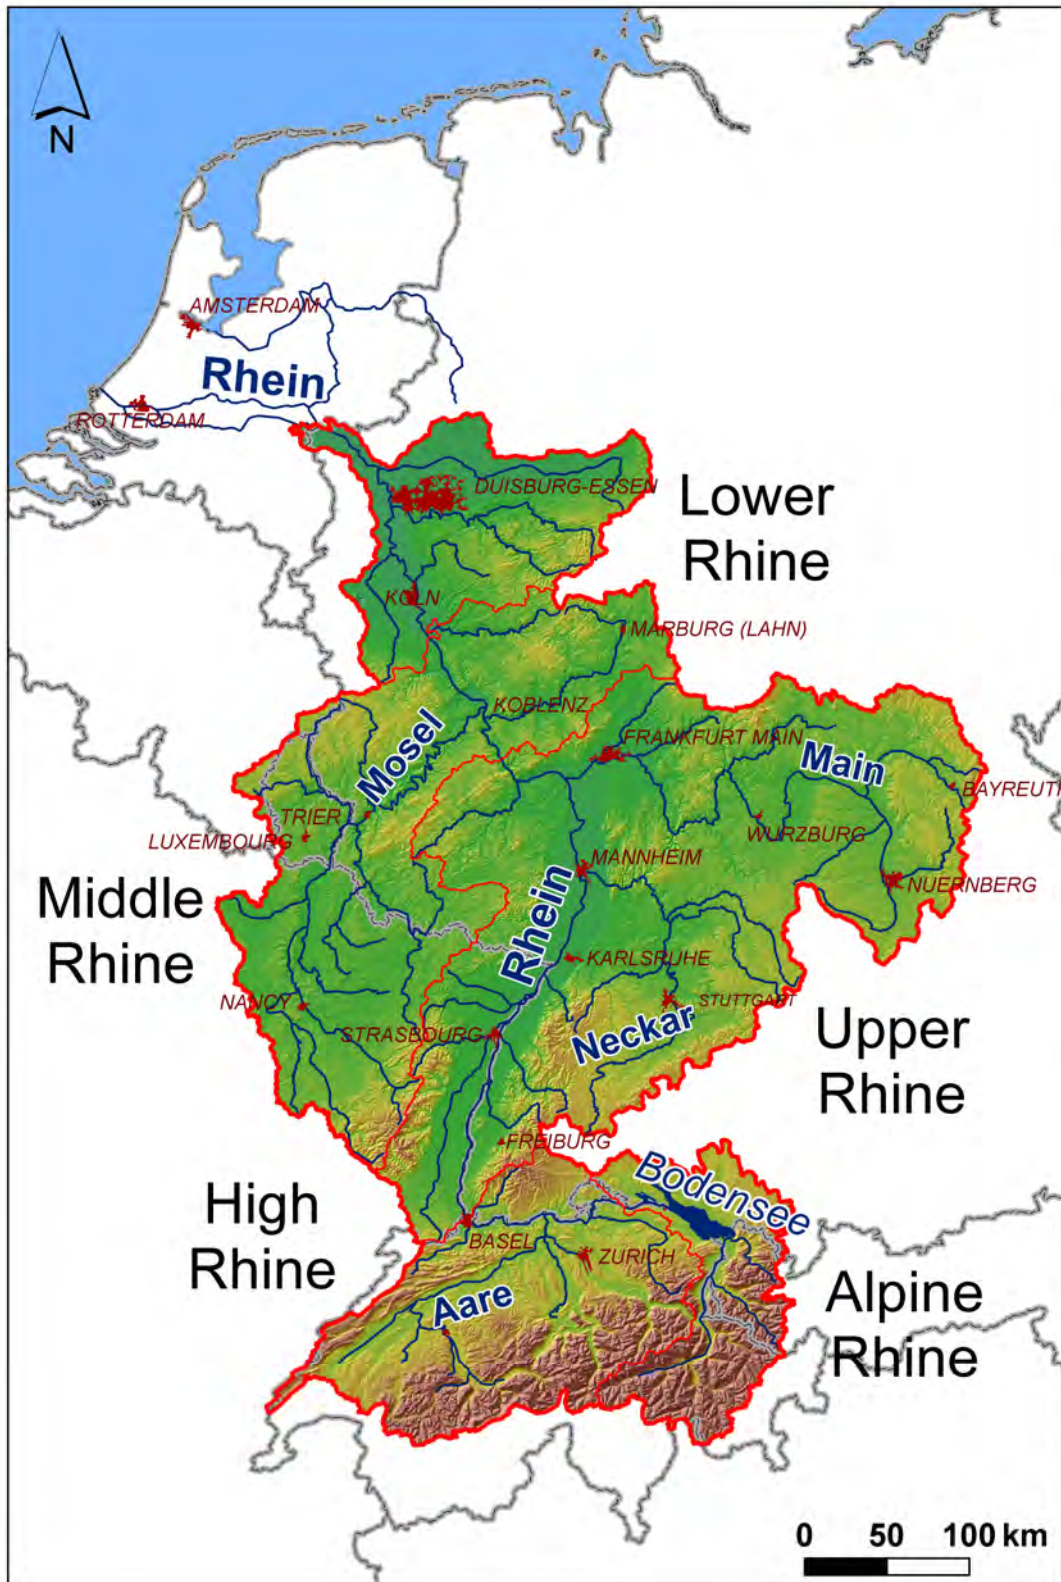 N
AMSTERDAM
Rhein
ROTTERDAM
DUISBURG-ESSEN
Lower
Rhine
KÖLN
MARBURG (LAHN)
KOBLENZ
Mosel
FRANKFURT MAIN
Main
BAYREUTH
TRIER
LUXEMBOURG
WURZBURG
MANNHEIM
NUERNBERG
Middle
Rhine
Rhein
KARLSRUHE
NANCY
STUTTGART
STRASBOURG
Neckar
Upper
Rhine
FREIBURG
Bodensee
High
Rhine
BASEL
ZURICH
Aare
Alpine
Rhine
0 50 100 km